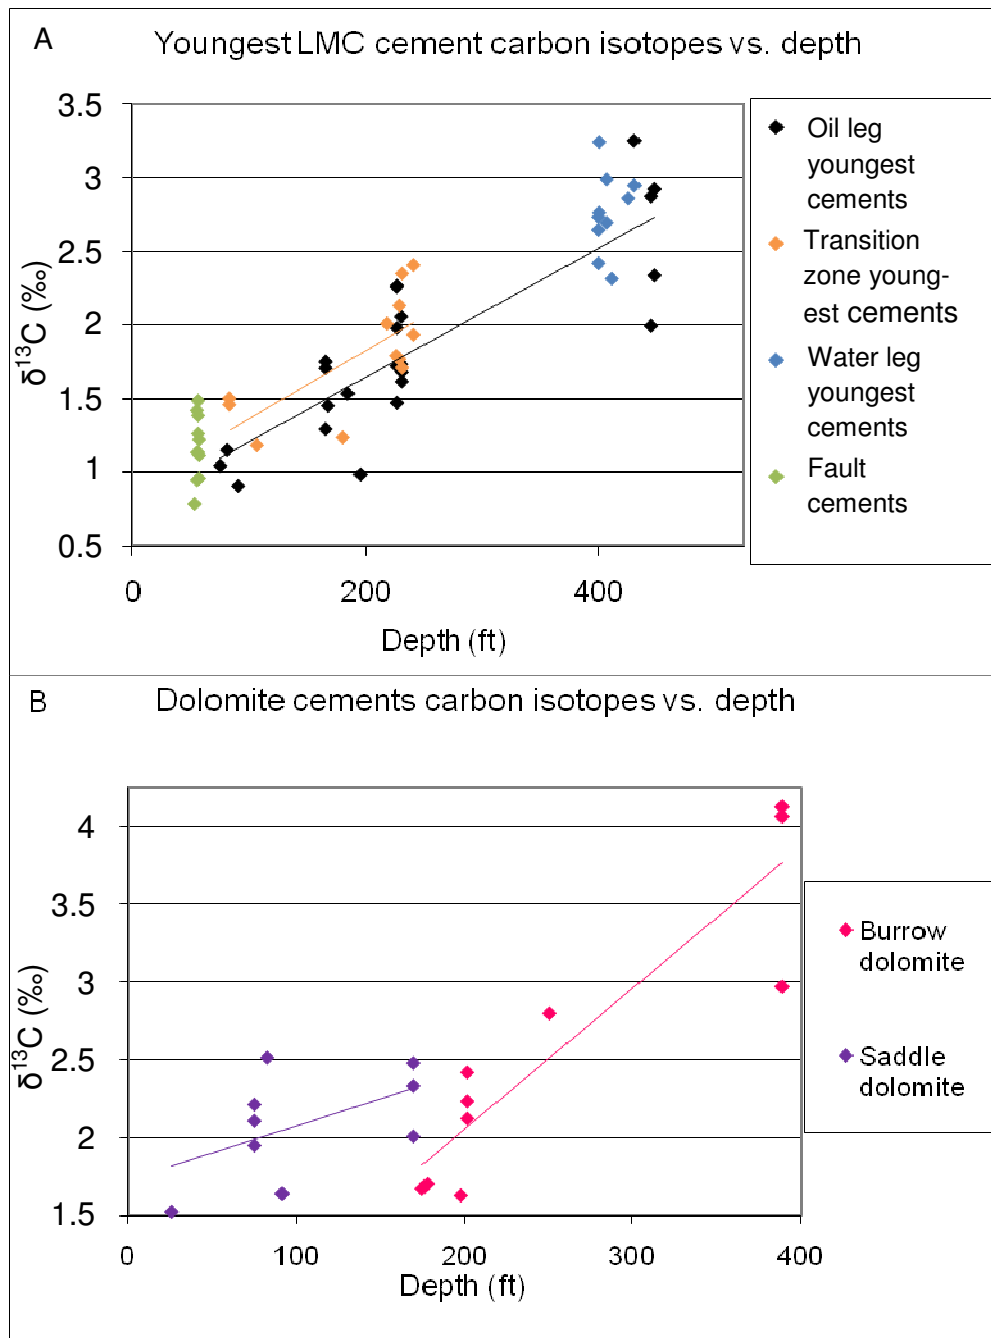 A
Youngest LMC cement carbon isotopes vs. depth
3.5
3
2.5
2
1.5
1
0.5
δ¹³C (‰)
0
200
400
Depth (ft)
Oil leg
youngest
cements
Transition
zone young-
est cements
Water leg
youngest
cements
Fault
cements
B
Dolomite cements carbon isotopes vs. depth
4
3.5
3
2.5
2
1.5
δ¹³C (‰)
0
100
200
300
400
Depth (ft)
Burrow
dolomite
Saddle
dolomite